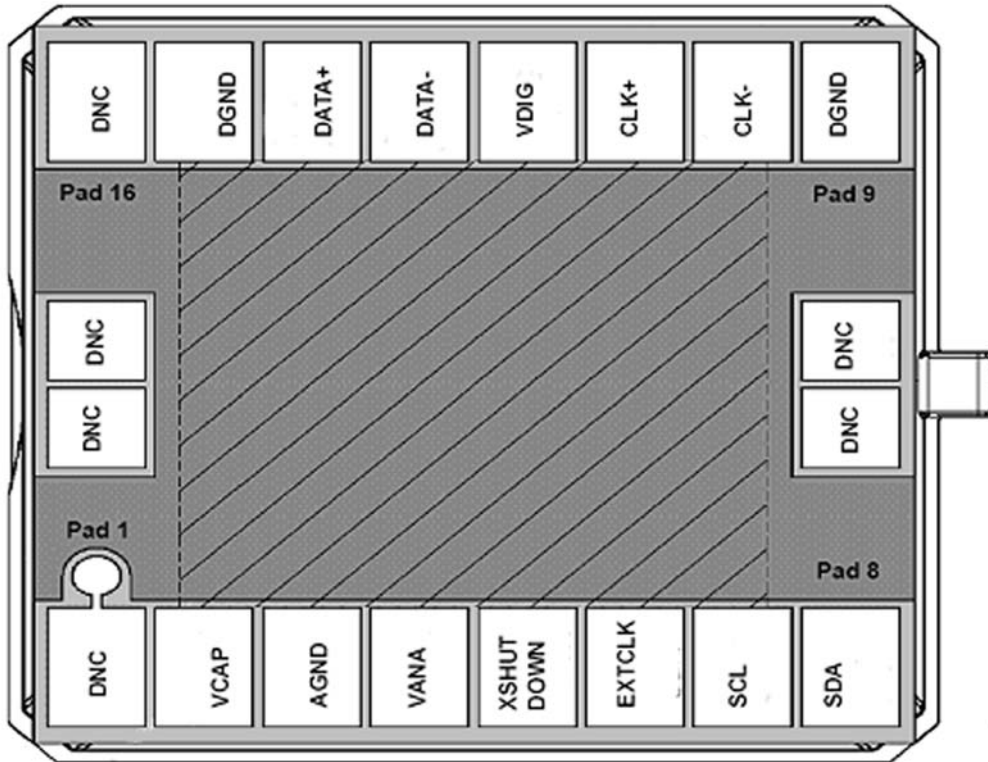 DNC
DGND
DATA+
DATA-
VDIG
CLK+
CLK-
DGND
Pad 16
Pad 9
DNC
DNC
DNC
DNC
Pad 1
Pad 8
DNC
VCAP
AGND
VANA
XSHUT
DOWN
EXTCLK
SCL
SDA